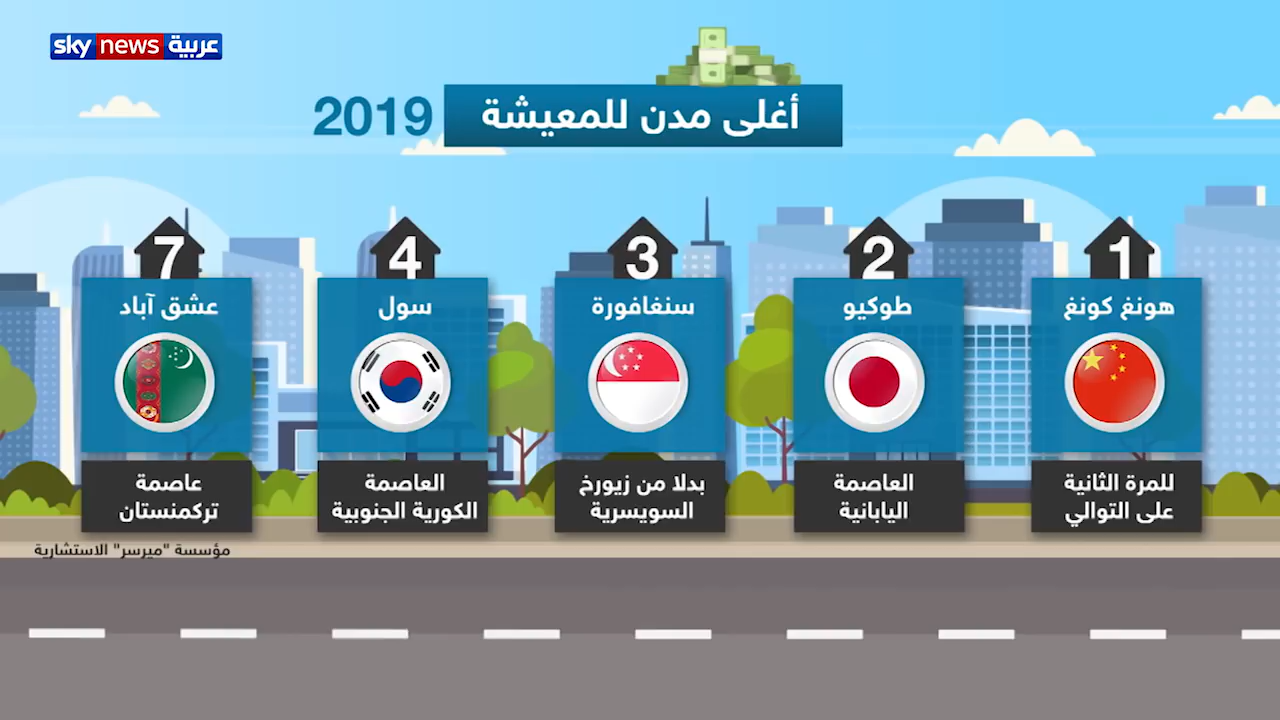 sky news عربية
أغلى مدن للمعيشة 2019
1
هونغ كونغ
للمرة الثانية
على التوالي
2
طوكيو
العاصمة
اليابانية
3
سنغافورة
بدلا من زيورخ
السويسرية
4
سول
العاصمة
الكورية الجنوبية
7
عشق آباد
عاصمة
تركمنستان
مؤسسة "ميرسر" الاستشارية